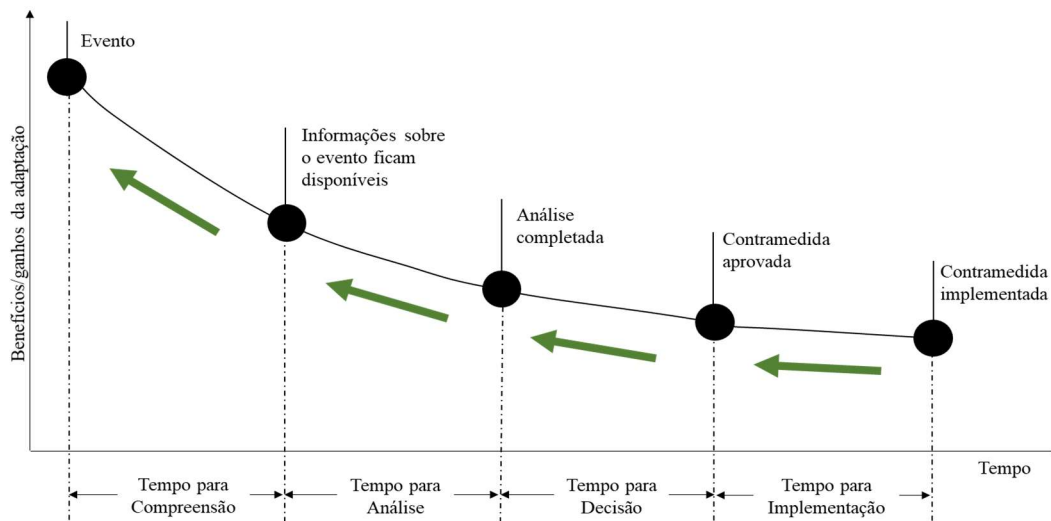 Evento
Informações sobre
o evento ficam
disponíveis
Análise
completada
Contramedida
aprovada
Contramedida
implementada
Benefícios/ganhos da adaptação
Tempo
Tempo para
Compreensão
Tempo para
Análise
Tempo para
Decisão
Tempo para
Implementação